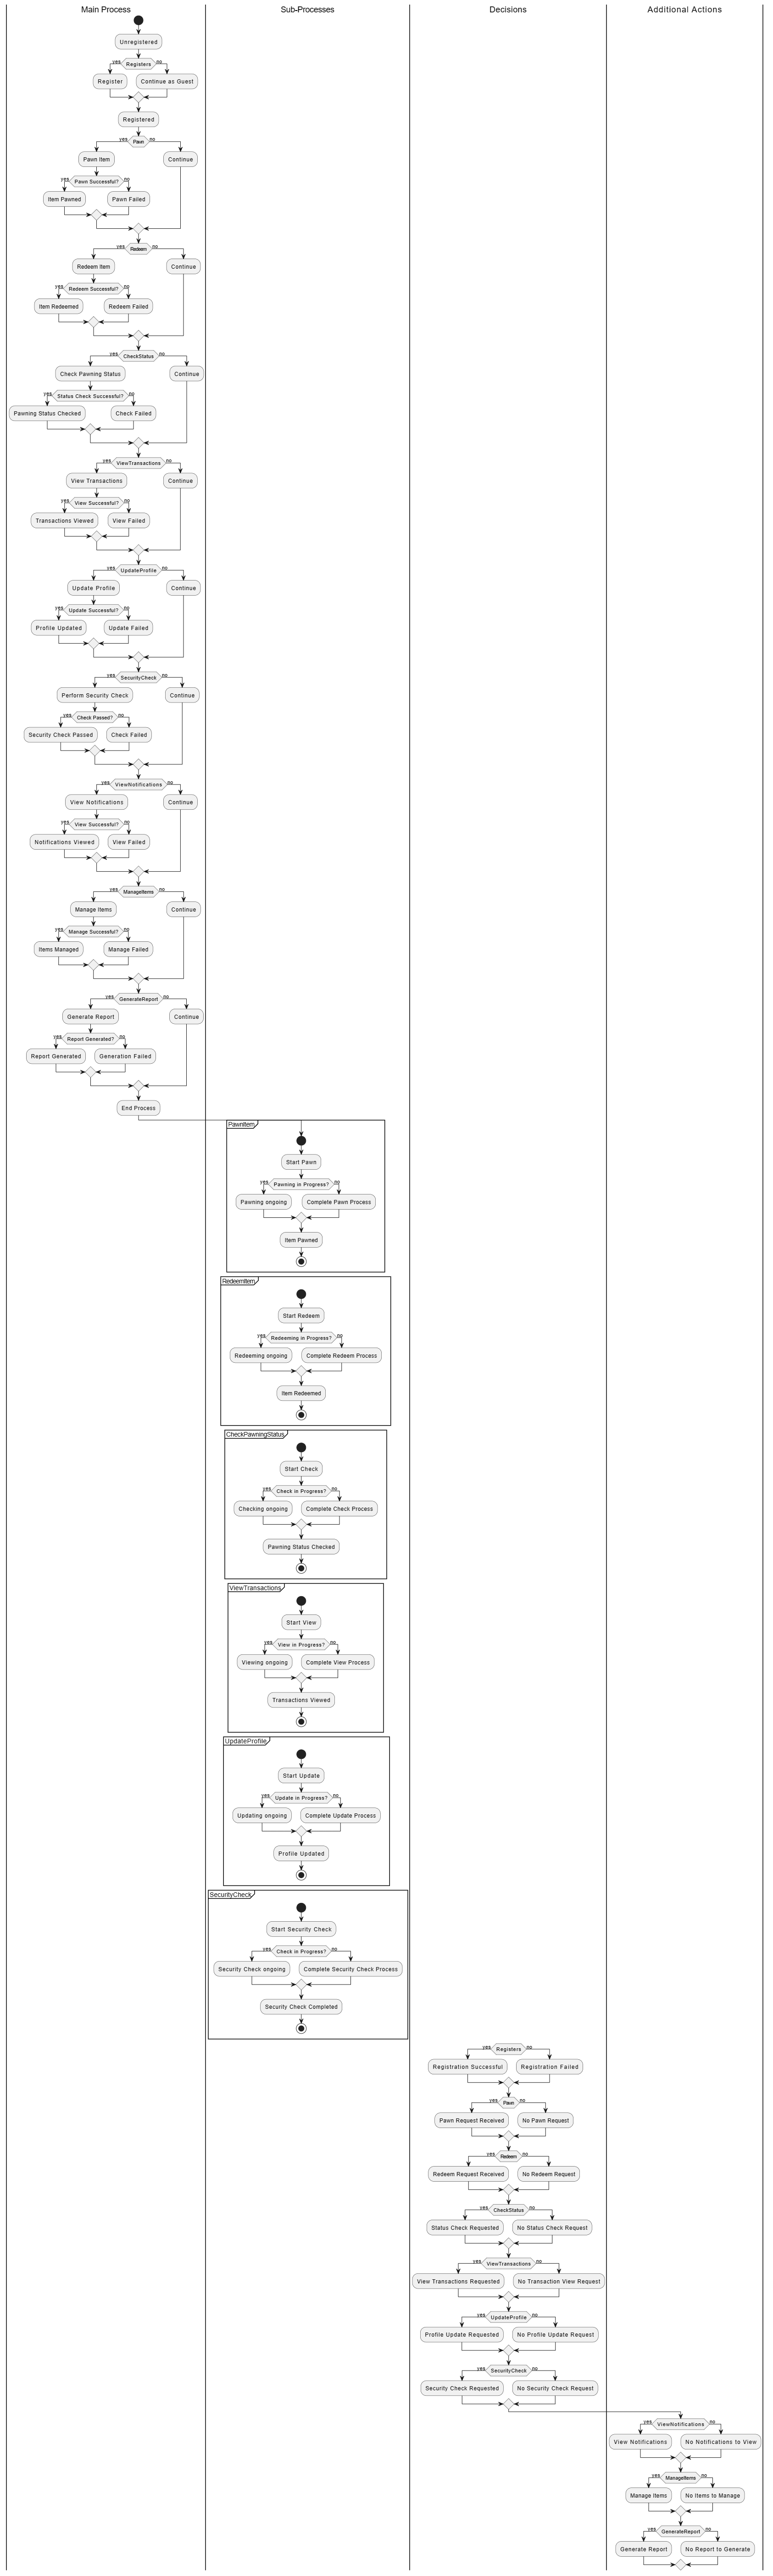 Main Process
Sub-Processes
Decisions
Additional Actions
Unregistered
yes
Registers
no
Register
Continue as Guest
Registered
yes
Pawn
no
Pawn Item
Continue
yes
Pawn Successful?
no
Item Pawned
Pawn Failed
yes
Redeem
no
Redeem Item
Continue
yes
Redeem Successful?
no
Item Redeemed
Redeem Failed
yes
CheckStatus
no
Check Pawning Status
Continue
yes
Status Check Successful?
no
Pawning Status Checked
Check Failed
yes
ViewTransactions
no
View Transactions
Continue
yes
View Successful?
no
Transactions Viewed
View Failed
yes
UpdateProfile
no
Update Profile
Continue
yes
Update Successful?
no
Profile Updated
Update Failed
yes
SecurityCheck
no
Perform Security Check
Continue
yes
Check Passed?
no
Security Check Passed
Check Failed
yes
ViewNotifications
no
View Notifications
Continue
yes
View Successful?
no
Notifications Viewed
View Failed
yes
ManageItems
no
Manage Items
Continue
yes
Manage Successful?
no
Items Managed
Manage Failed
yes
GenerateReport
no
Generate Report
Continue
yes
Report Generated?
no
Report Generated
Generation Failed
End Process
PawnItem
Start Pawn
yes
Pawning in Progress?
no
Pawning ongoing
Complete Pawn Process
Item Pawned
RedeemItem
Start Redeem
yes
Redeeming in Progress?
no
Redeeming ongoing
Complete Redeem Process
Item Redeemed
CheckPawningStatus
Start Check
yes
Check in Progress?
no
Checking ongoing
Complete Check Process
Pawning Status Checked
ViewTransactions
Start View
yes
View in Progress?
no
Viewing ongoing
Complete View Process
Transactions Viewed
UpdateProfile
Start Update
yes
Update in Progress?
no
Updating ongoing
Complete Update Process
Profile Updated
SecurityCheck
Start Security Check
yes
Check in Progress?
no
Security Check ongoing
Complete Security Check Process
Security Check Completed
yes
Registers
no
Registration Successful
Registration Failed
yes
Pawn
no
Pawn Request Received
No Pawn Request
yes
Redeem
no
Redeem Request Received
No Redeem Request
yes
CheckStatus
no
Status Check Requested
No Status Check Request
yes
ViewTransactions
no
View Transactions Requested
No Transaction View Request
yes
UpdateProfile
no
Profile Update Requested
No Profile Update Request
yes
SecurityCheck
no
Security Check Requested
No Security Check Request
yes
ViewNotifications
no
View Notifications
No Notifications to View
yes
ManageItems
no
Manage Items
No Items to Manage
yes
GenerateReport
no
Generate Report
No Report to Generate